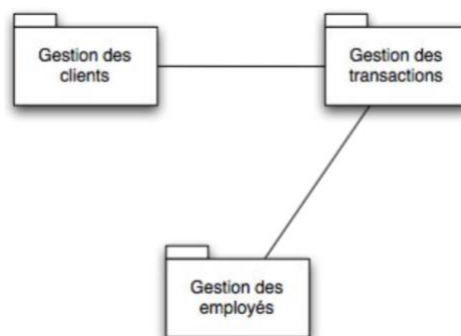 Gestion des
clients
Gestion des
transactions
Gestion des
employés